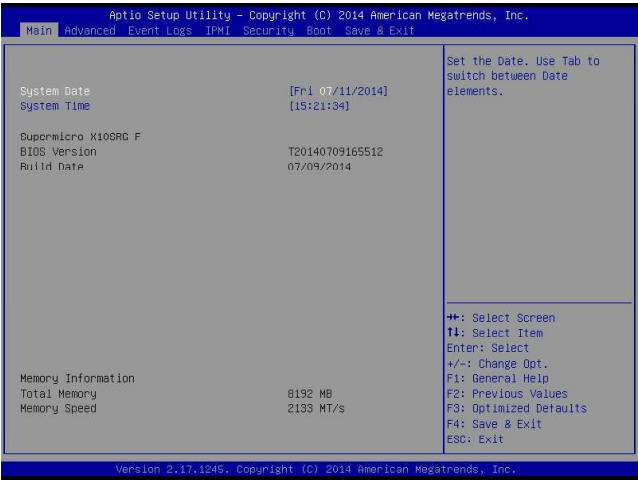 Aptio Setup Utility – Copyright (C) 2014 American Megatrends, Inc.
Main Advanced Event Logs IPMI Security Boot Save & Exit
System Date [Fri 07/11/2014]
System Time [15:21:34]
Supermicro X10SRG F
BIOS Version T20140709165512
Build Date 07/09/2014
Memory Information
Total Memory 8192 MB
Memory Speed 2133 MT/s
Set the Date. Use Tab to
switch between Date
elements.
→←: Select Screen
↑↓: Select Item
Enter: Select
+/-: Change Opt.
F1: General Help
F2: Previous Values
F3: Optimized Defaults
F4: Save & Exit
ESC: Exit
Version 2.17.1245. Copyright (C) 2014 American Megatrends, Inc.